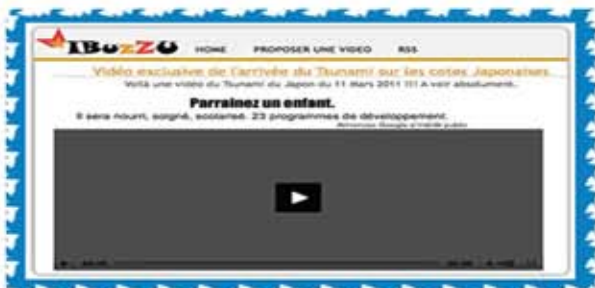 IBuzzU HOME PROPOSER UNE VIDEO RSS
Vidéo exclusive de l'arrivée du Tsunami sur les cotes Japonaises
Voilà une vidéo du Tsunami du Japon du 11 Mars 2011 !!! A voir absolument.
Parrainez un enfant.
Il sera nourri, soigné, scolarisé. 23 programmes de développement.
Annonces Google